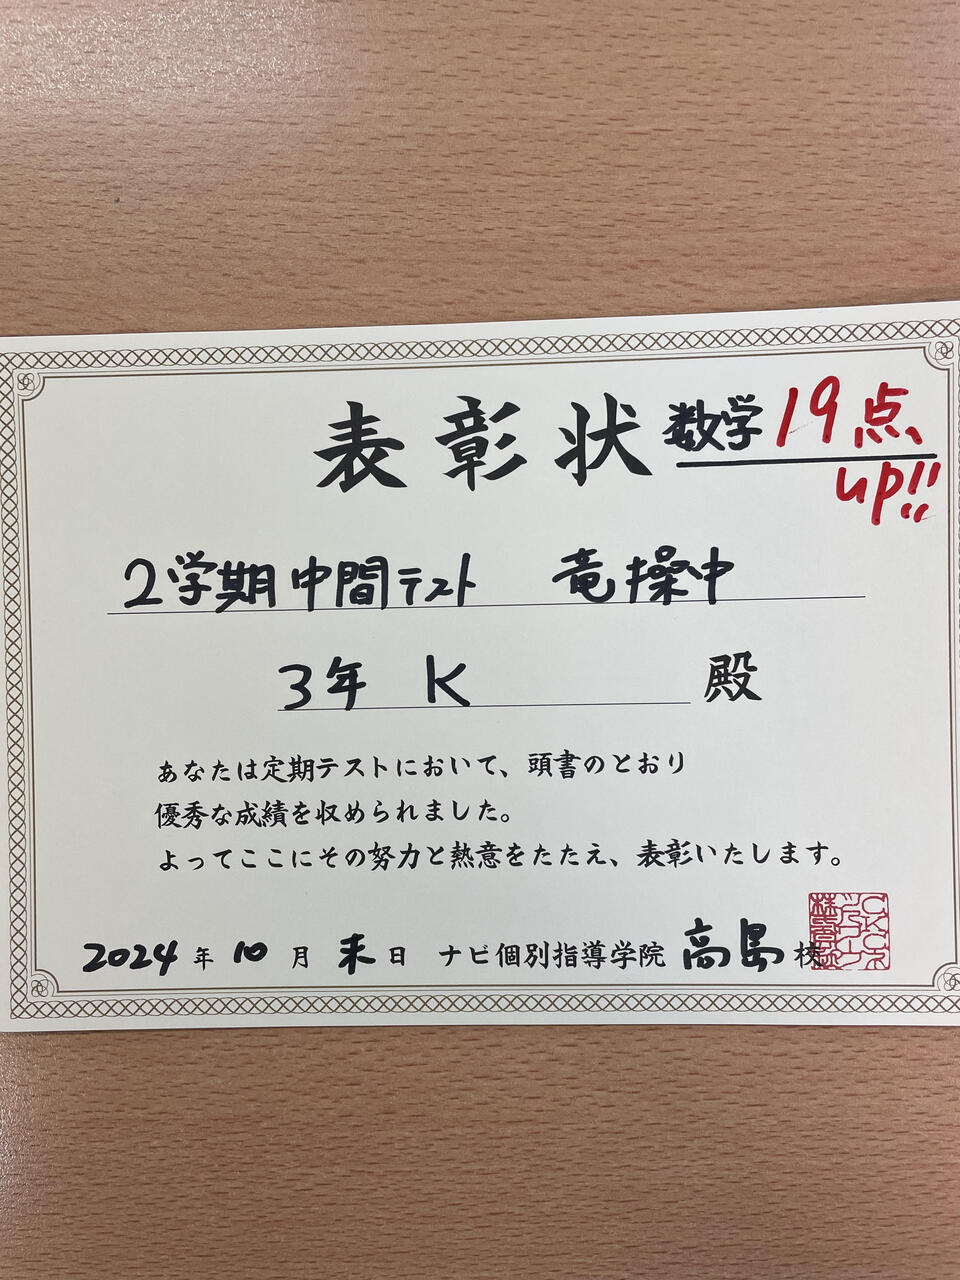 表彰状 数学 19点
up!!
2学期中間テスト 竜操中
3年 K 殿
あなたは定期テストにおいて、頭書のとおり
優秀な成績を収められました。
よってここにその努力と熱意をたたえ、表彰いたします。
2024年10月末日 ナビ個別指導学院 高島校